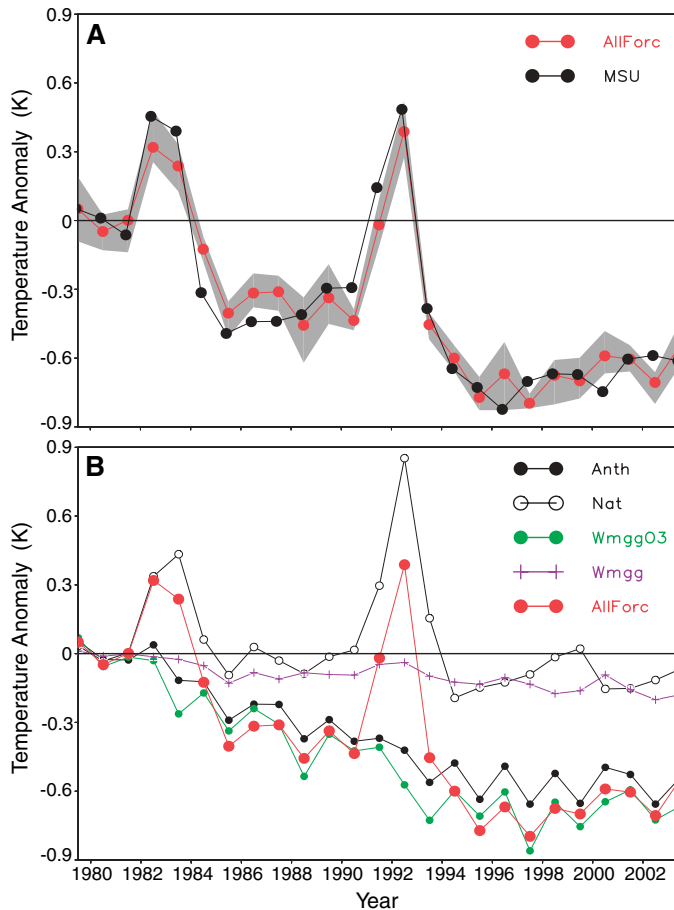 A
0.9
0.6
0.3
0
-0.3
-0.6
-0.9
Temperature Anomaly (K)
AllForc
MSU
B
0.9
0.6
0.3
0
-0.3
-0.6
-0.9
Temperature Anomaly (K)
Anth
Nat
WmggO3
Wmgg
AllForc
1980 1982 1984 1986 1988 1990 1992 1994 1996 1998 2000 2002
Year